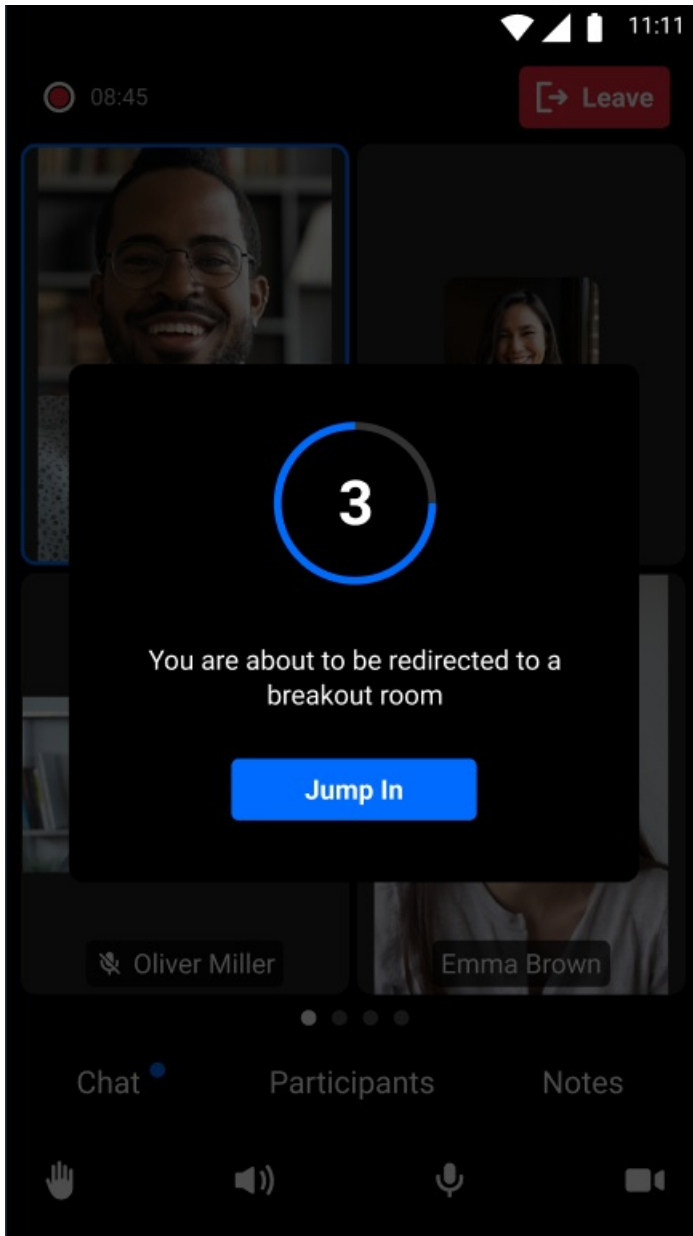 11:11
08:45
Leave
3
You are about to be redirected to a
breakout room
Jump In
Oliver Miller
Emma Brown
Chat
Participants
Notes